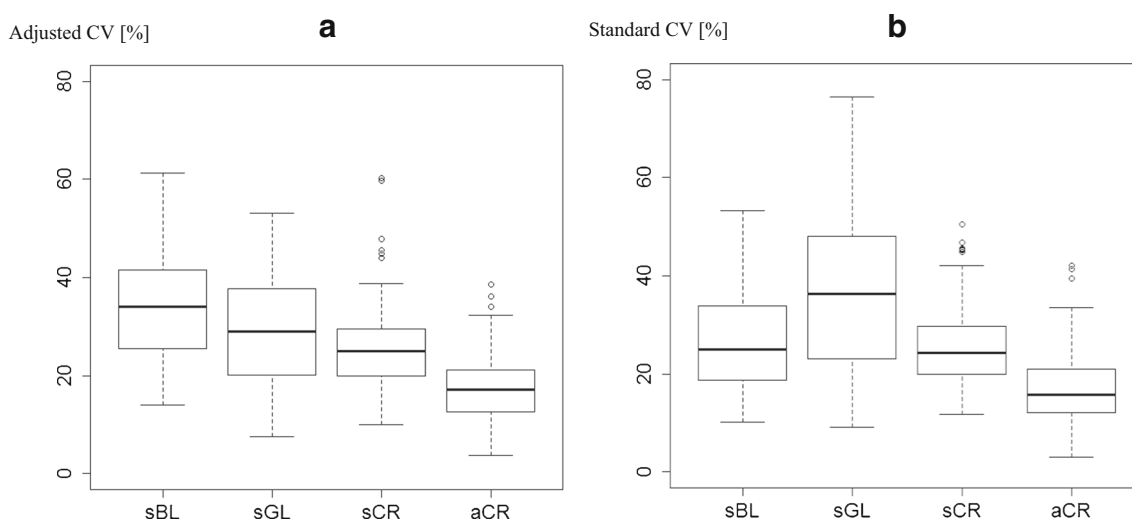 Adjusted CV [%]
a
80
60
40
20
0
sBL sGL sCR aCR
Standard CV [%]
b
80
60
40
20
0
sBL sGL sCR aCR